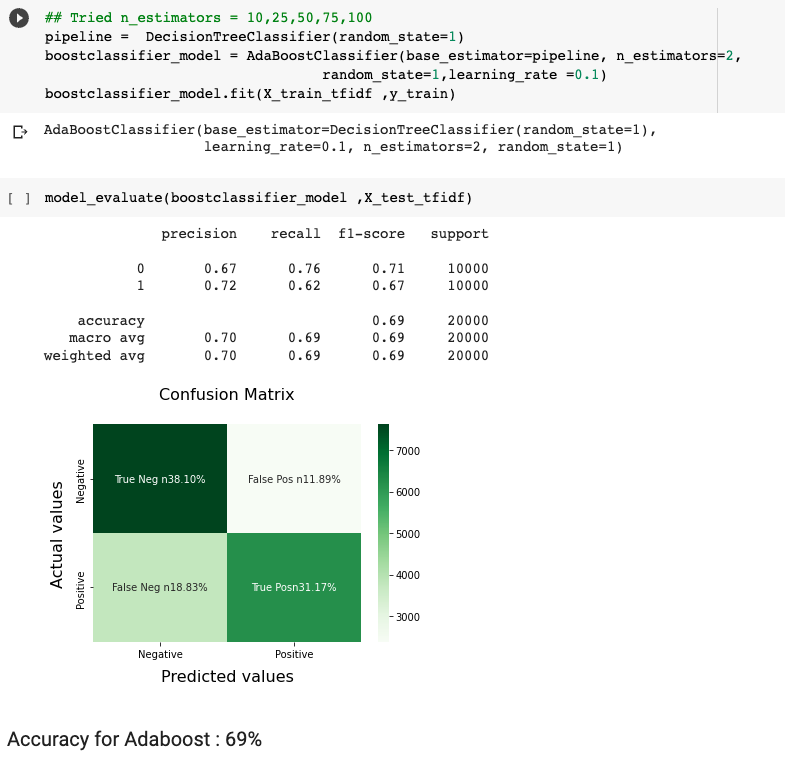 ## Tried n_estimators = 10,25,50,75,100
pipeline =  DecisionTreeClassifier(random_state=1)
boostclassifier_model = AdaBoostClassifier(base_estimator=pipeline, n_estimators=2,
random_state=1,learning_rate =0.1)
boostclassifier_model.fit(X_train_tfidf ,y_train)
AdaBoostClassifier(base_estimator=DecisionTreeClassifier(random_state=1),
learning_rate=0.1, n_estimators=2, random_state=1)
[ ] model_evaluate(boostclassifier_model ,X_test_tfidf)
precision recall f1-score support
0 0.67 0.76 0.71 10000
1 0.72 0.62 0.67 10000
accuracy 0.69 20000
macro avg 0.70 0.69 0.69 20000
weighted avg 0.70 0.69 0.69 20000
Confusion Matrix
Actual values
Negative
True Neg n38.10% False Pos n11.89%
Positive
False Neg n18.83% True Posn31.17%
Negative Positive
Predicted values
7000
6000
5000
4000
3000
Accuracy for Adaboost : 69%